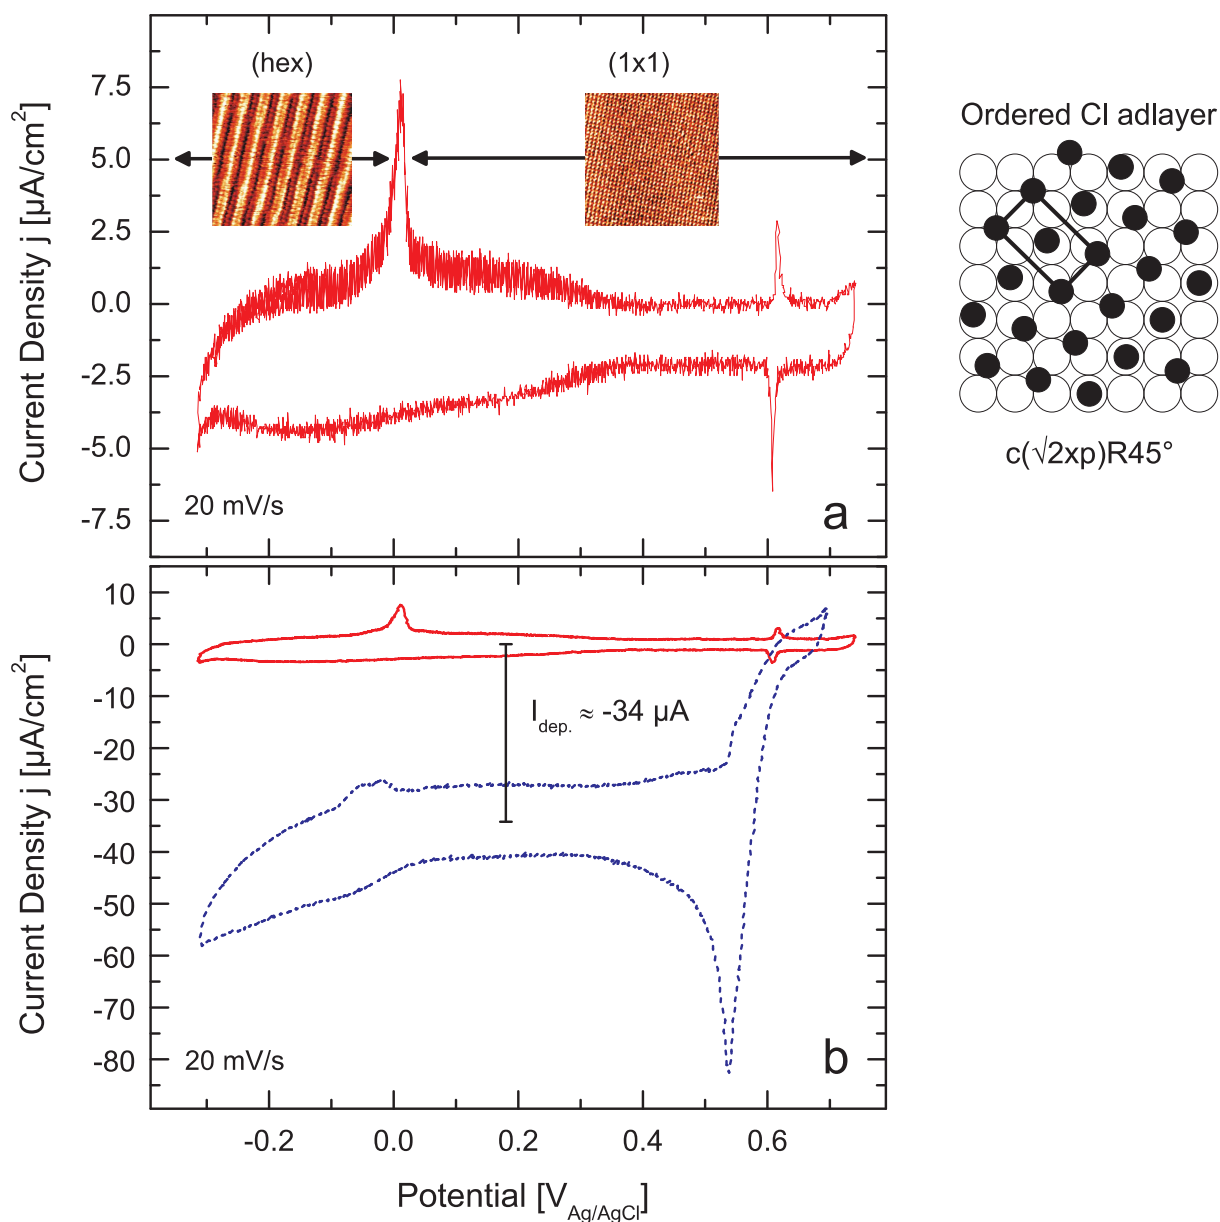 (hex)
(1x1)
7.5
5.0
2.5
0.0
-2.5
-5.0
-7.5
Current Density j [µA/cm²]
20 mV/s
a
Ordered Cl adlayer
c(√2xp)R45°
10
0
-10
-20
-30
-40
-50
-60
-70
-80
Current Density j [µA/cm²]
I_dep. ≈ -34 µA
20 mV/s
b
-0.2 0.0 0.2 0.4 0.6
Potential [V_Ag/AgCl]